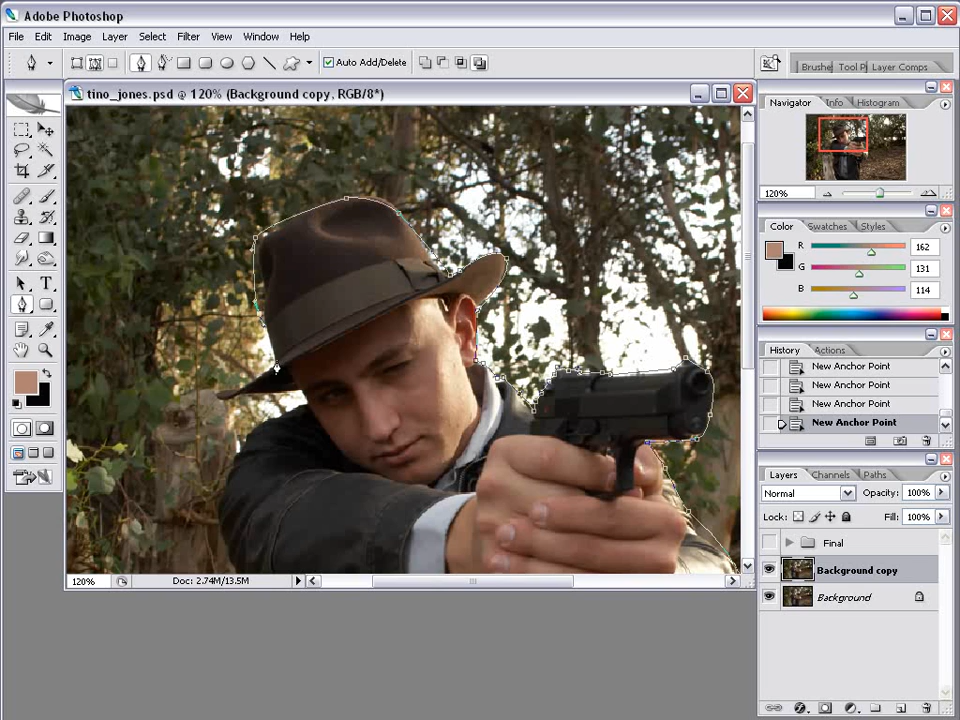 Adobe Photoshop
File Edit Image Layer Select Filter View Window Help
Auto Add/Delete
Brushe Tool P Layer Comps
tino_jones.psd @ 120% (Background copy, RGB/8*)
Navigator Info Histogram
120%
Color Swatches Styles
R 162
G 131
B 114
History Actions
New Anchor Point
New Anchor Point
New Anchor Point
New Anchor Point
Layers Channels Paths
Normal Opacity: 100%
Lock: Fill: 100%
Final
Background copy
Background
120% Doc: 2.74M/13.5M